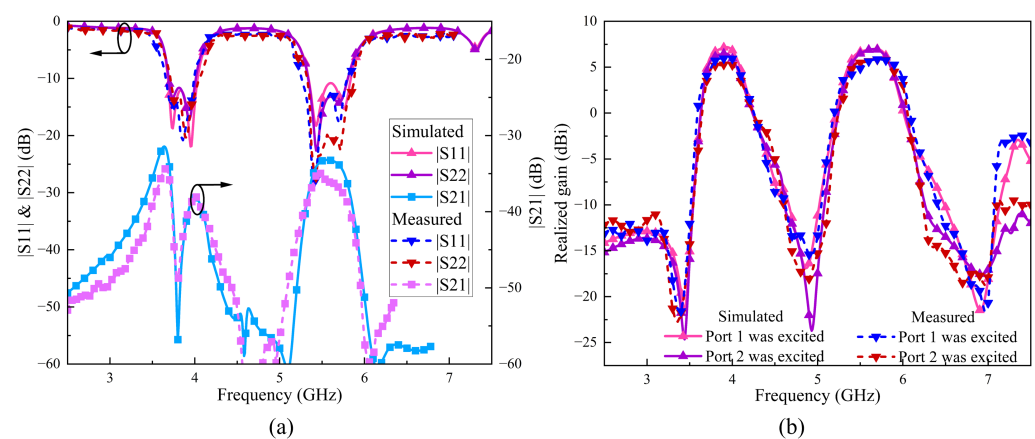 (a)
0
-10
-20
-30
-40
-50
-60
|S11| & |S22| (dB)
-20
-30
-40
-50
-60
|S21| (dB)
Simulated
|S11|
|S22|
|S21|
Measured
|S11|
|S22|
|S21|
3 4 5 6 7
Frequency (GHz)
(a)
(b)
10
5
0
-5
-10
-15
-20
-25
Realized gain (dBi)
Simulated Measured
Port 1 was excited Port 1 was excited
Port 2 was excited Port 2 was excited
3 4 5 6 7
Frequency (GHz)
(b)